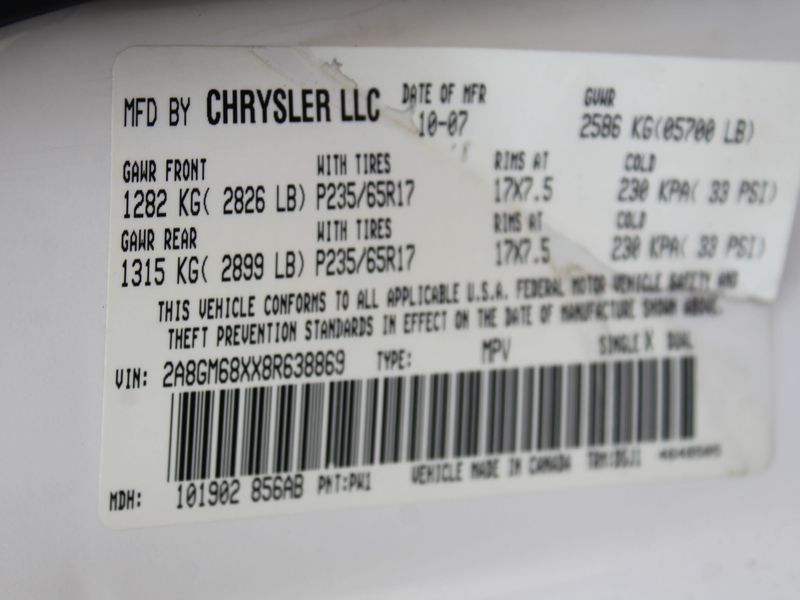 MFD BY CHRYSLER LLC DATE OF MFR GVWR
10-07 2586 KG(05700 LB)
GAWR FRONT WITH TIRES RIMS AT COLD
1282 KG( 2826 LB) P235/65R17 17X7.5 230 KPA( 33 PSI)
GAWR REAR WITH TIRES RIMS AT COLD
1315 KG( 2899 LB) P235/65R17 17X7.5 230 KPA( 33 PSI)
THIS VEHICLE CONFORMS TO ALL APPLICABLE U.S.A. FEDERAL MOTOR VEHICLE SAFETY AND
THEFT PREVENTION STANDARDS IN EFFECT ON THE DATE OF MANUFACTURE SHOWN ABOVE.
VIN: 2A8GM68XX8R638869 TYPE: MPV SINGLE X DUAL
MDH: 101902 856AB PNT:PW1 VEHICLE MADE IN CANADA TRM:DGJ1